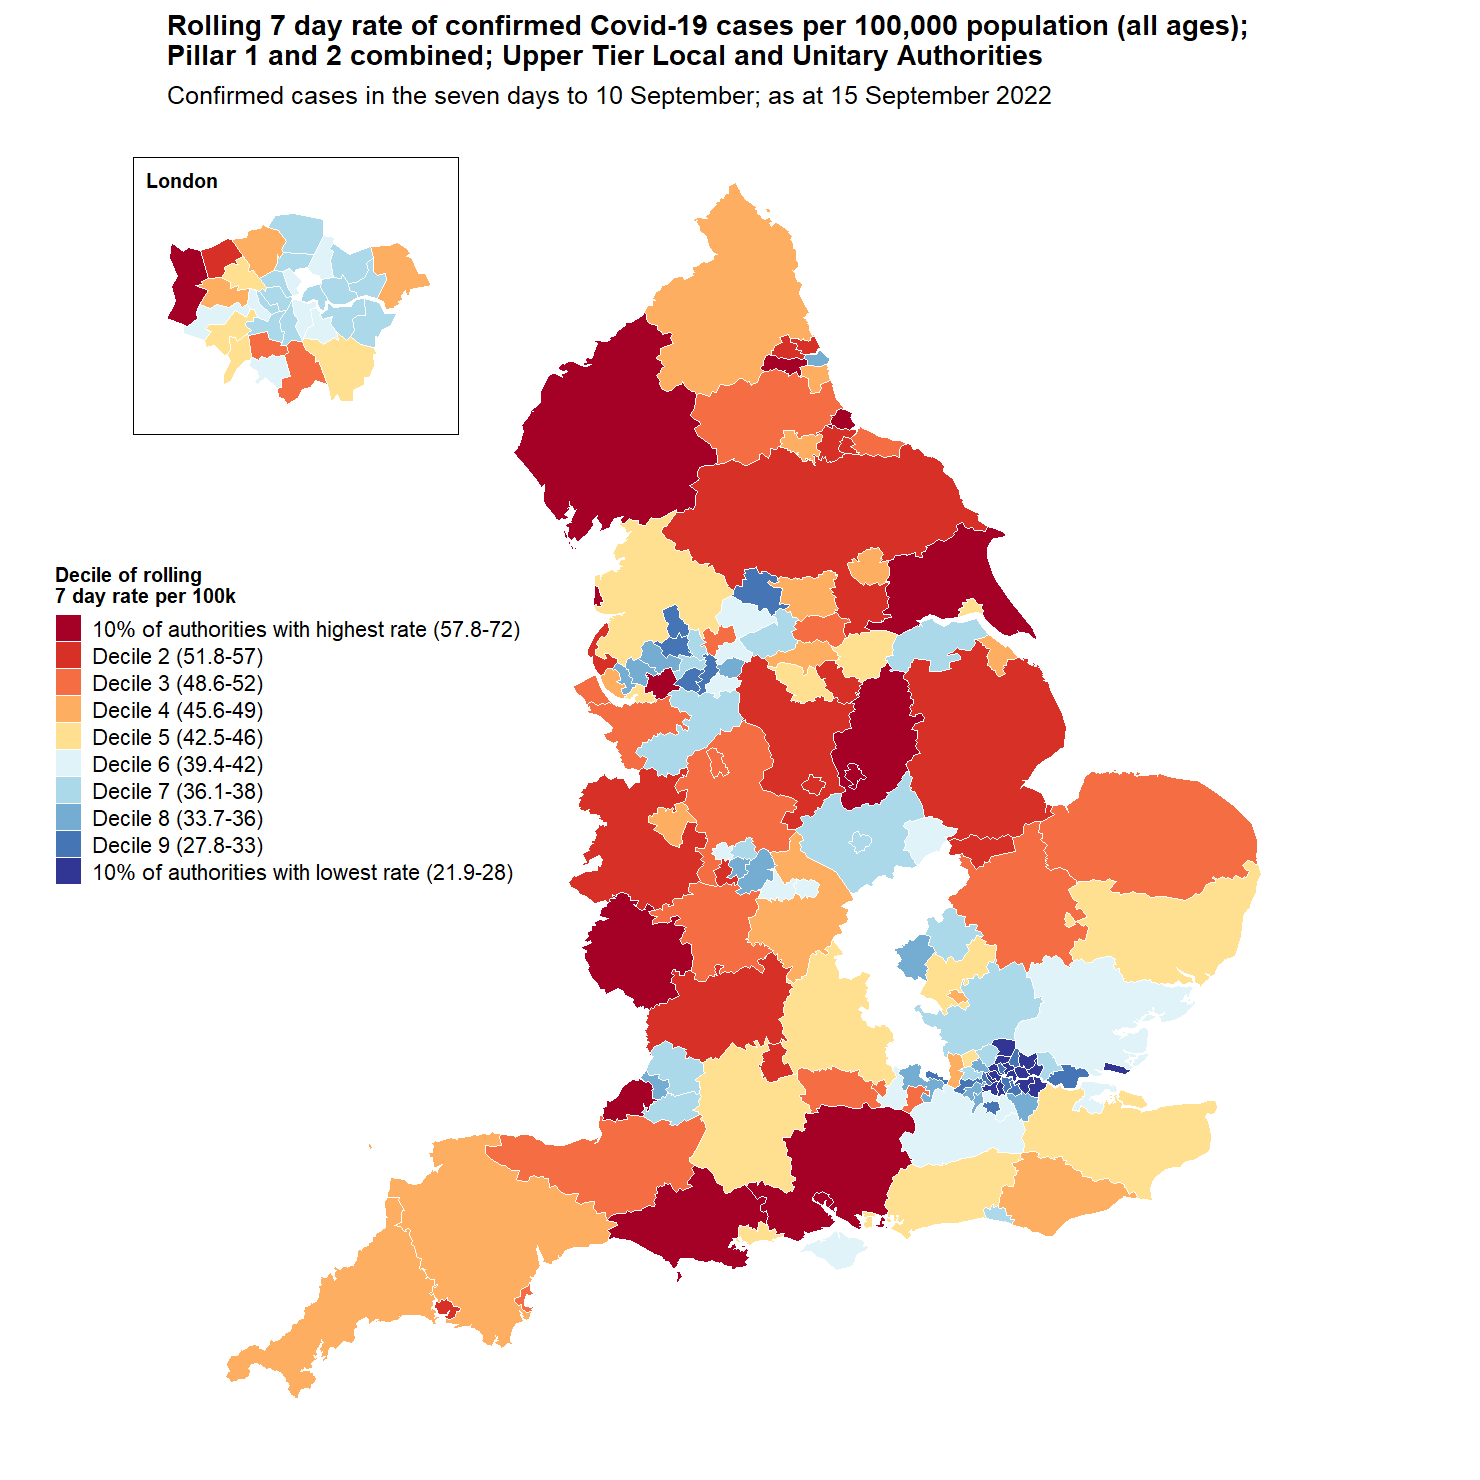 Rolling 7 day rate of confirmed Covid-19 cases per 100,000 population (all ages);
Pillar 1 and 2 combined; Upper Tier Local and Unitary Authorities
Confirmed cases in the seven days to 10 September; as at 15 September 2022
London
Decile of rolling
7 day rate per 100k
10% of authorities with highest rate (57.8-72)
Decile 2 (51.8-57)
Decile 3 (48.6-52)
Decile 4 (45.6-49)
Decile 5 (42.5-46)
Decile 6 (39.4-42)
Decile 7 (36.1-38)
Decile 8 (33.7-36)
Decile 9 (27.8-33)
10% of authorities with lowest rate (21.9-28)